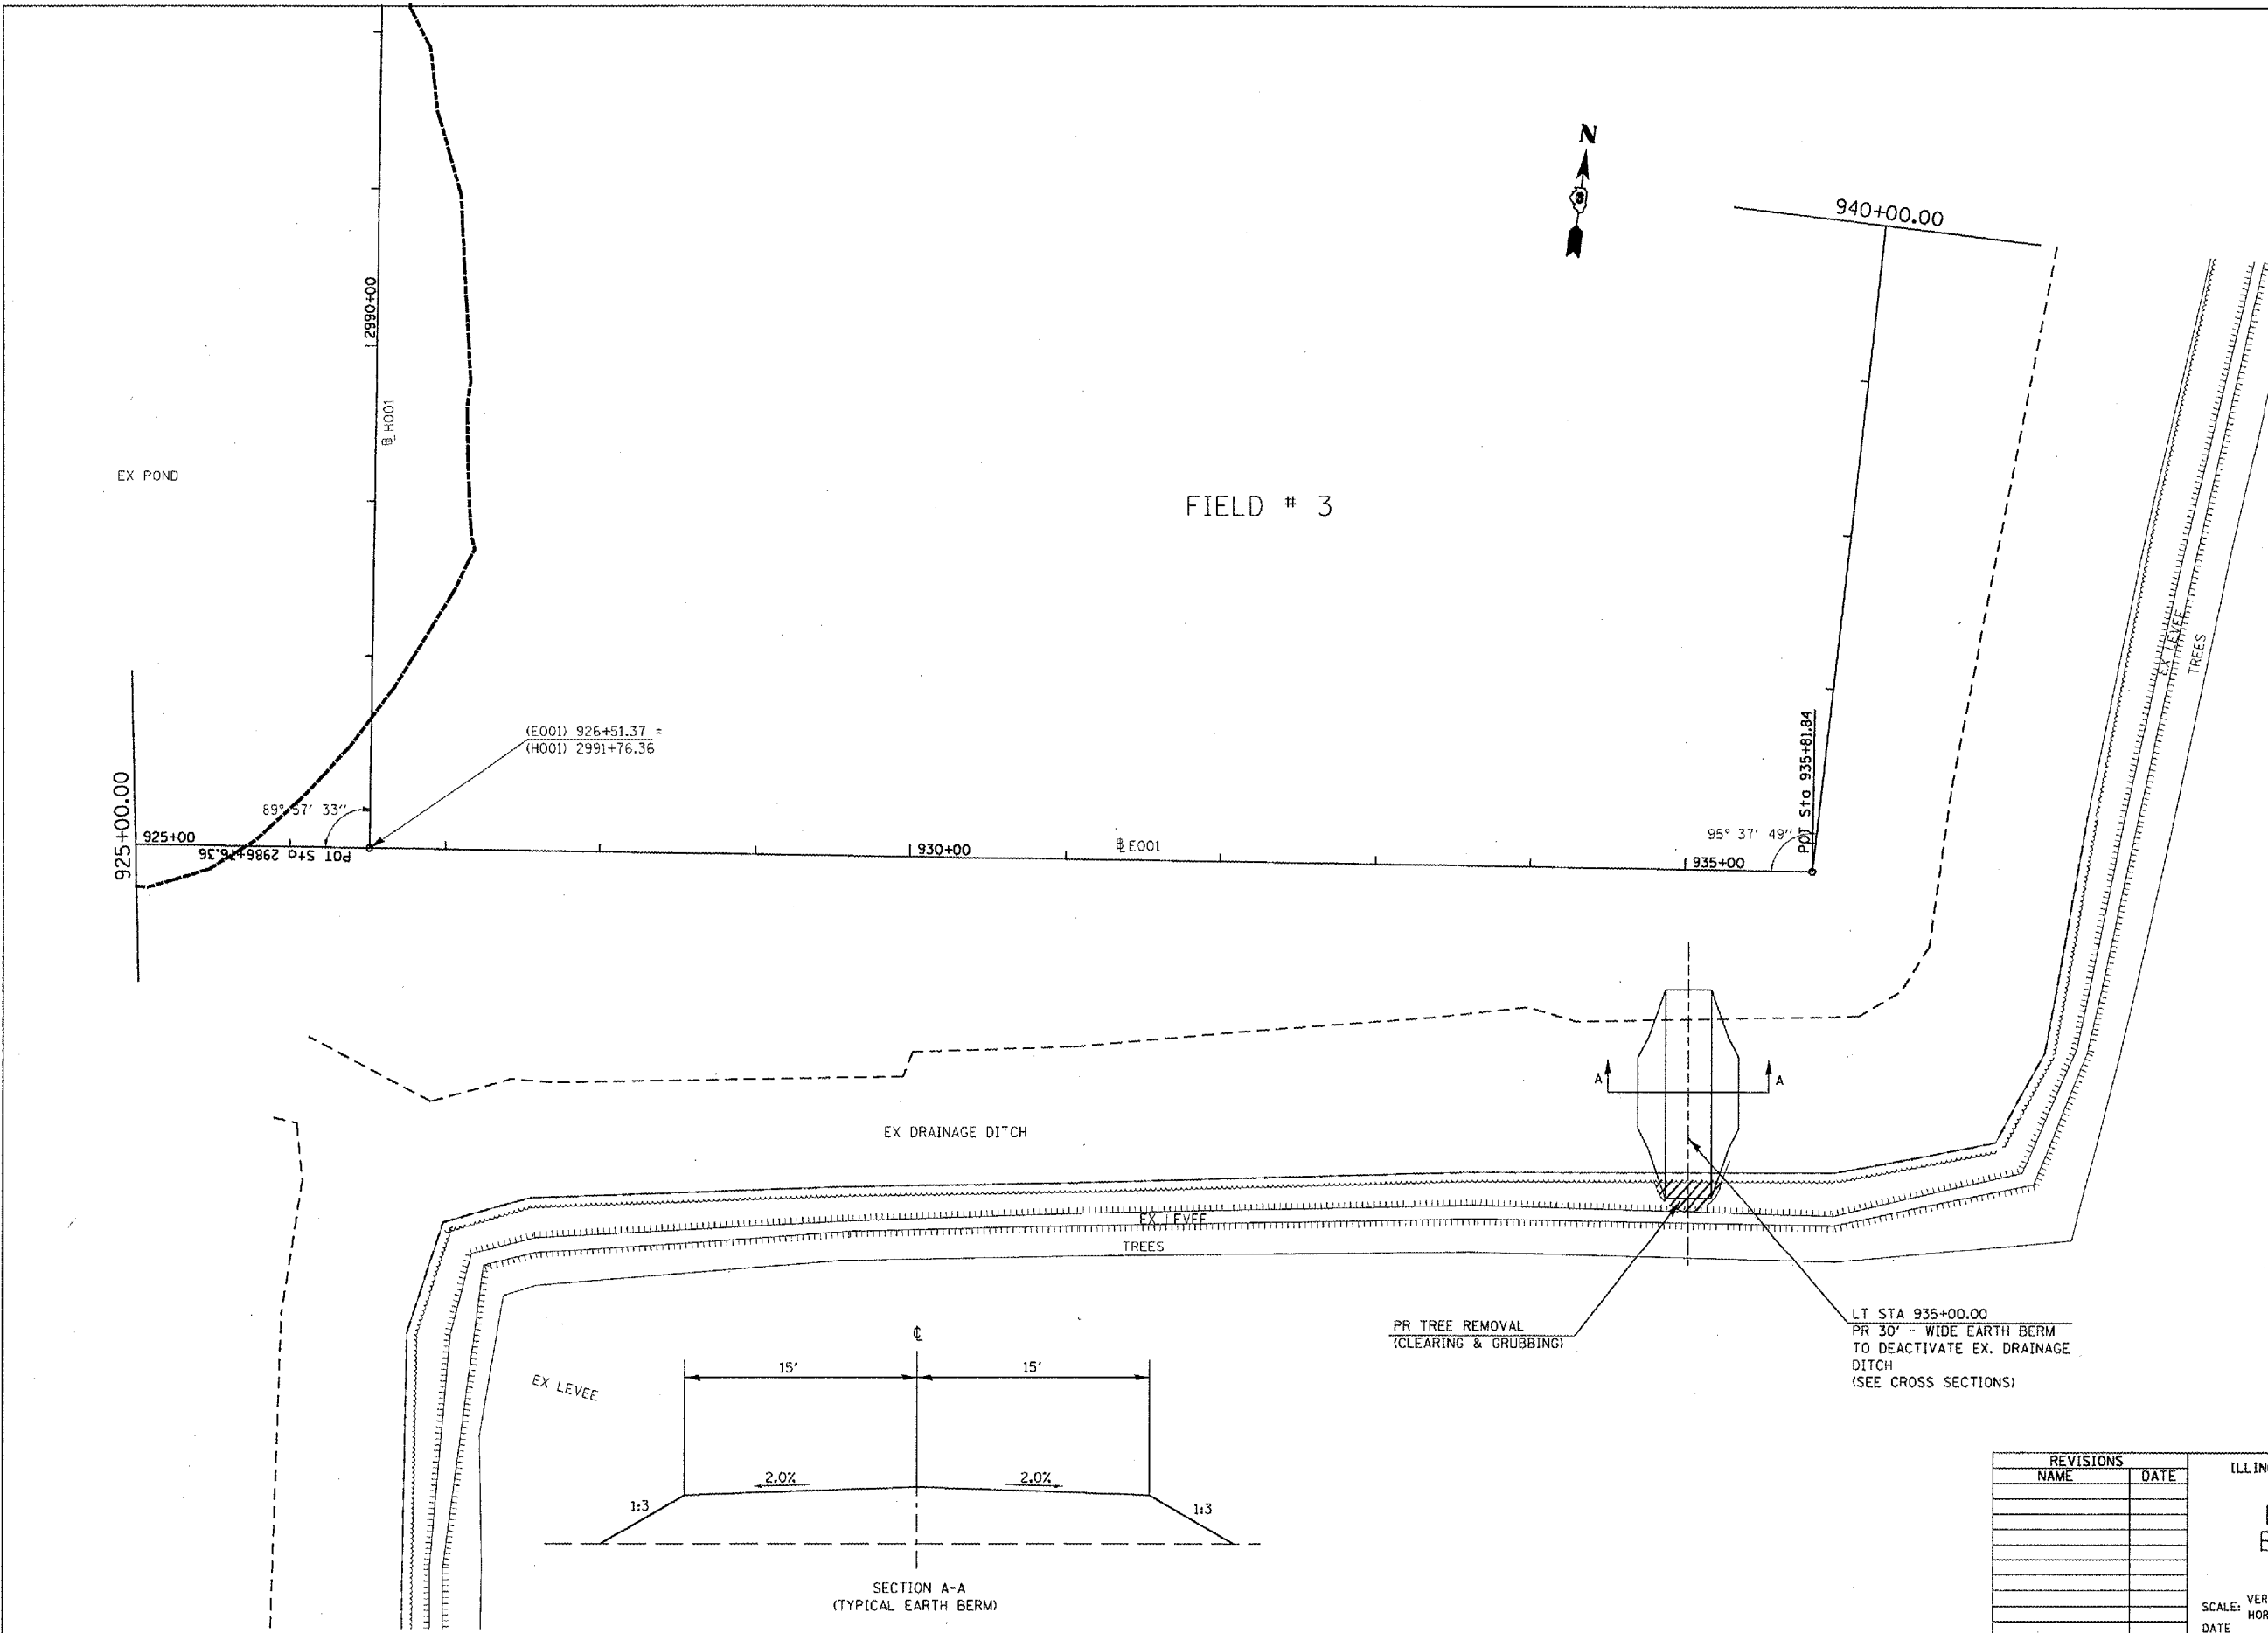 N
940+00.00
2990+00
H001
EX POND
FIELD # 3
EX LEVEE
TREES
(E001) 926+51.37 =
(H001) 2991+76.36
POT Sta 935+81.84
925+00.00
89° 57' 33"
925+00
POT Sta 2986+76.36
930+00
E001
935+00
95° 37' 49"
A A
EX DRAINAGE DITCH
EX LEVEE
TREES
LT STA 935+00.00
PR 30' - WIDE EARTH BERM
TO DEACTIVATE EX. DRAINAGE
DITCH
(SEE CROSS SECTIONS)
PR TREE REMOVAL
(CLEARING & GRUBBING)
EX LEVEE
15' 15'
2.0% 2.0%
1:3 1:3
SECTION A-A
(TYPICAL EARTH BERM)
REVISIONS
NAME DATE
SCALE: VER
HOR
DATE